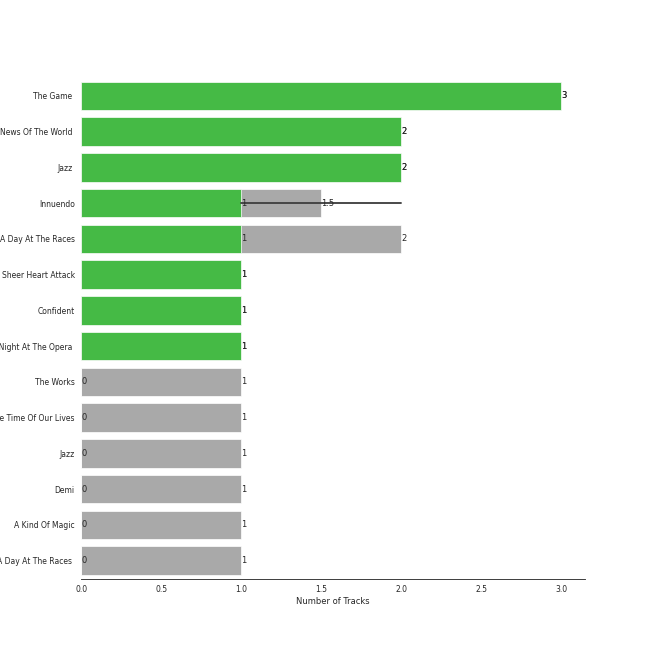 The Game 3
News Of The World 2
Jazz 2
Innuendo 1 1.5
A Day At The Races 1 2
Sheer Heart Attack 1
Confident 1
Night At The Opera 1
The Works 0 1
Time Of Our Lives 0 1
Jazz 0 1
Demi 0 1
A Kind Of Magic 0 1
A Day At The Races 0 1
0.0 0.5 1.0 1.5 2.0 2.5 3.0
Number of Tracks